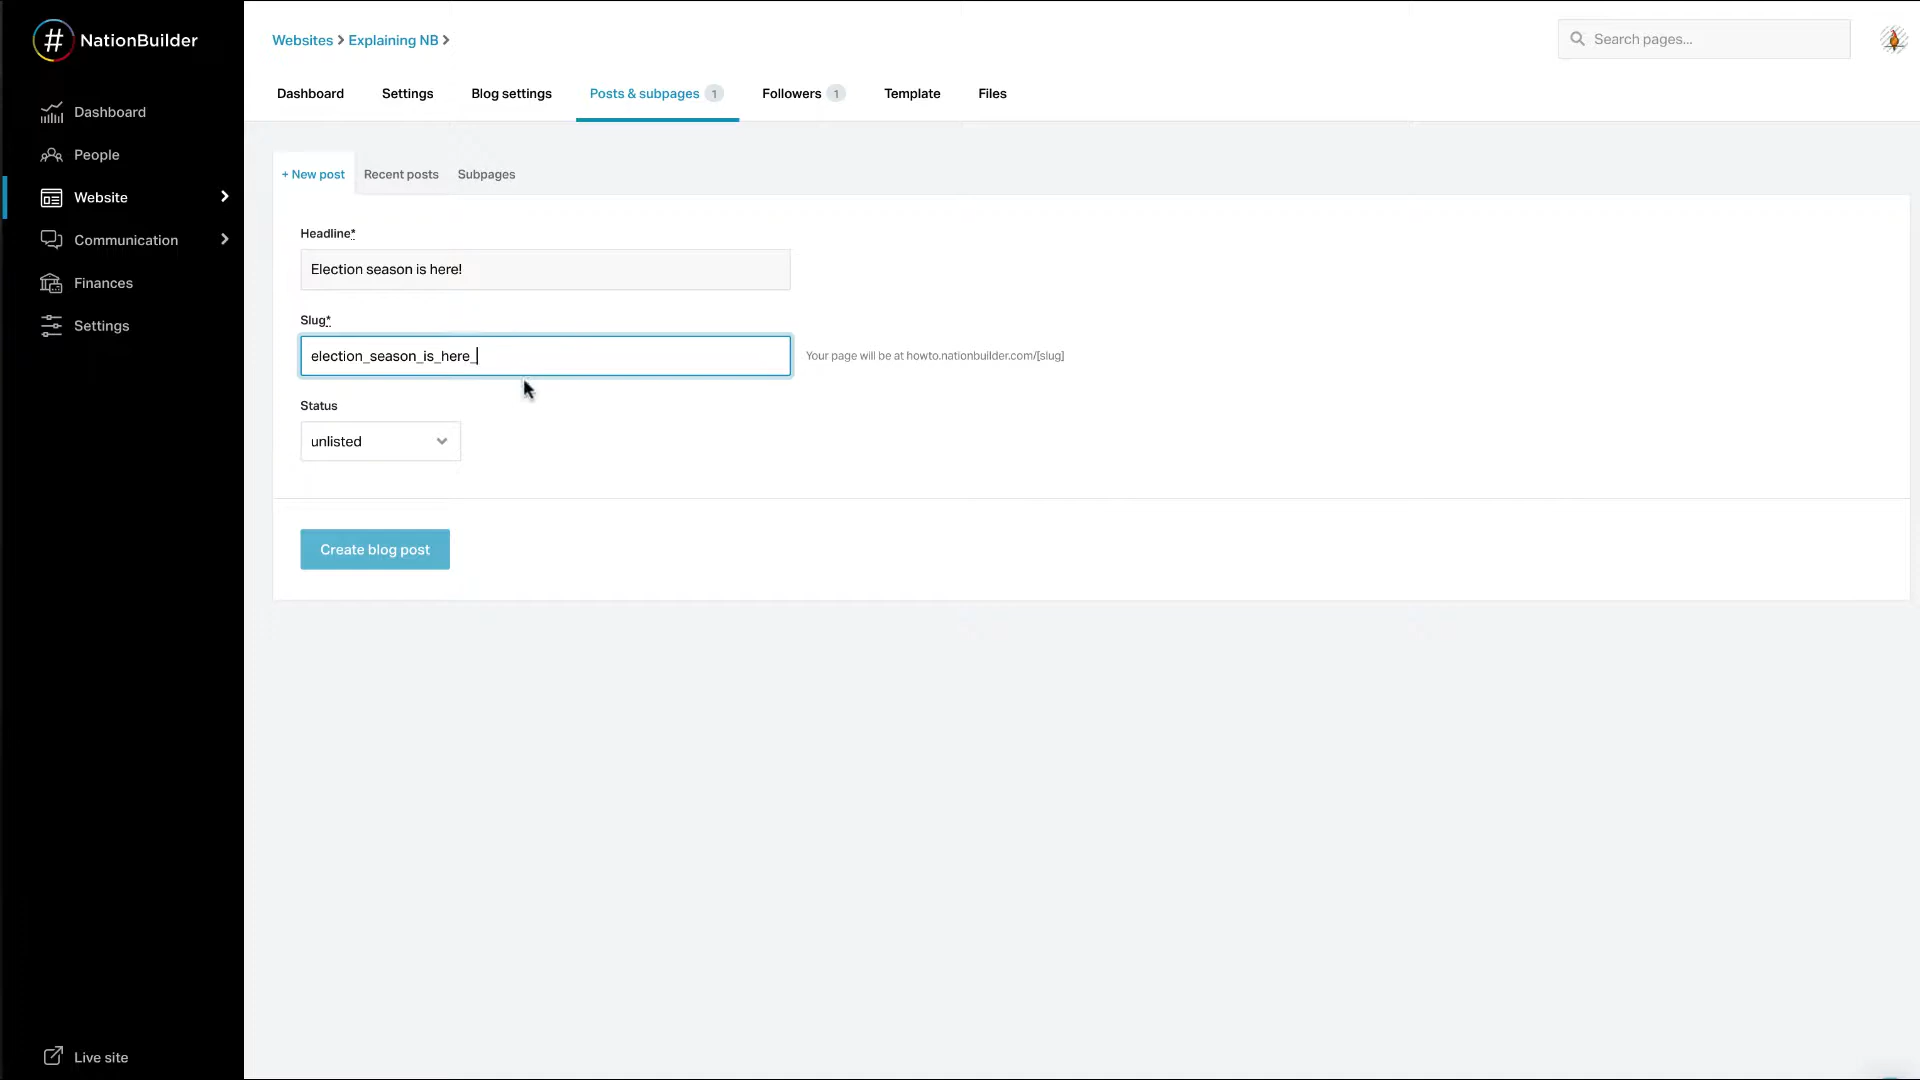 # NationBuilder
Dashboard
People
Website
Communication
Finances
Settings
Live site
Websites > Explaining NB >
Search pages...
Dashboard Settings Blog settings Posts & subpages 1 Followers 1 Template Files
+ New post Recent posts Subpages
Headline*
Election season is here!
Slug*
election_season_is_here_
Your page will be at howto.nationbuilder.com/[slug]
Status
unlisted
Create blog post